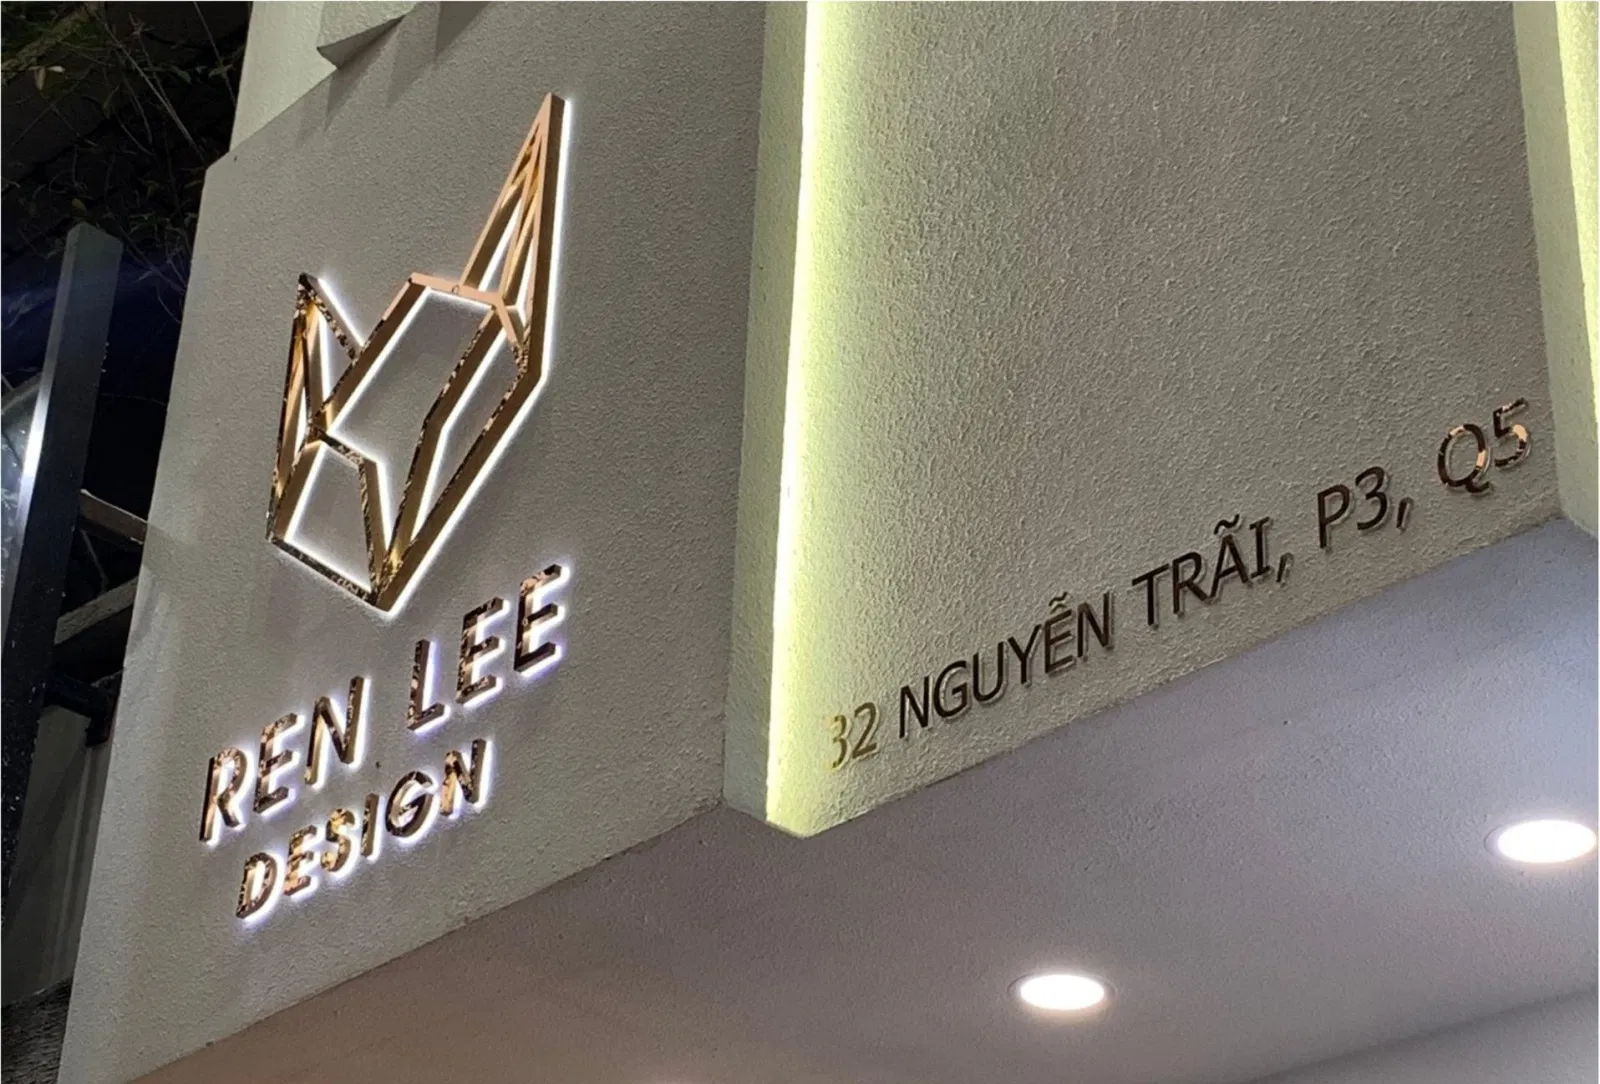 REN LEE
DESIGN
32 NGUYỄN TRÃI, P3, Q5